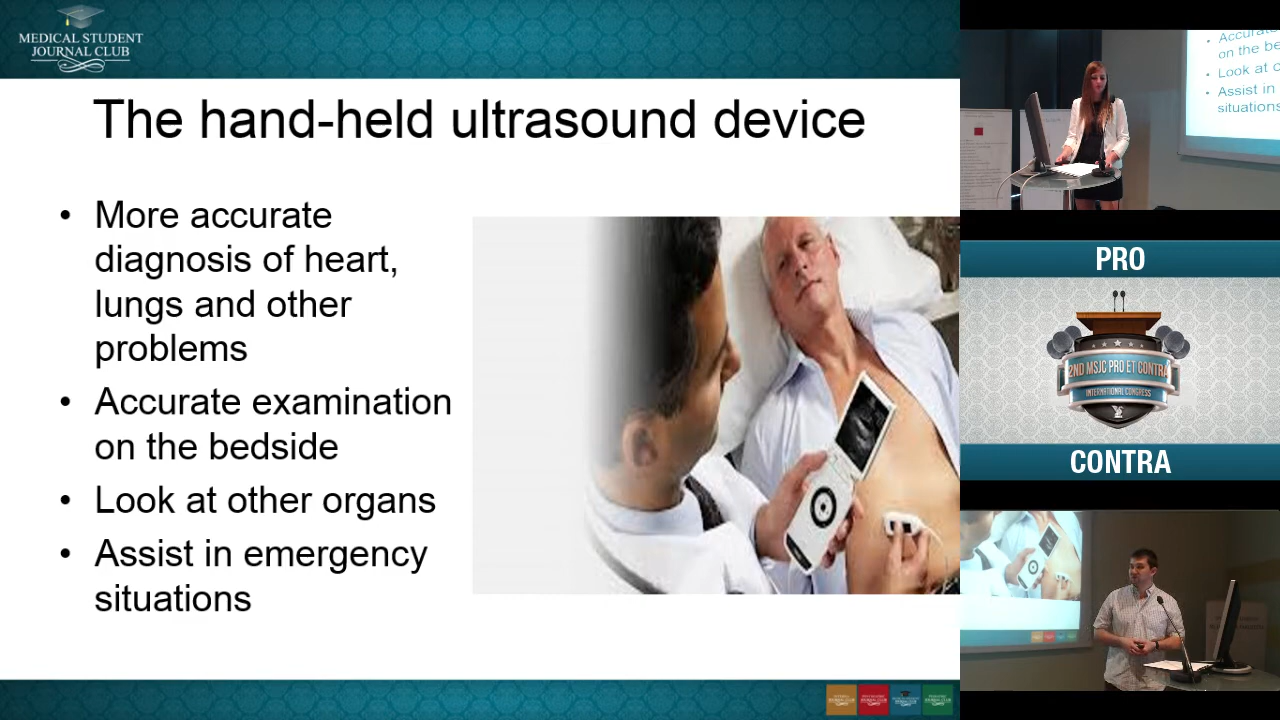 MEDICAL STUDENT
JOURNAL CLUB
The hand-held ultrasound device
• More accurate
diagnosis of heart,
lungs and other
problems
• Accurate examination
on the bedside
• Look at other organs
• Assist in emergency
situations
• Accurate
on the be
• Look at o
• Assist in
situations
PRO
2ND MSJC PRO ET CONTRA
INTERNATIONAL CONGRESS
CONTRA